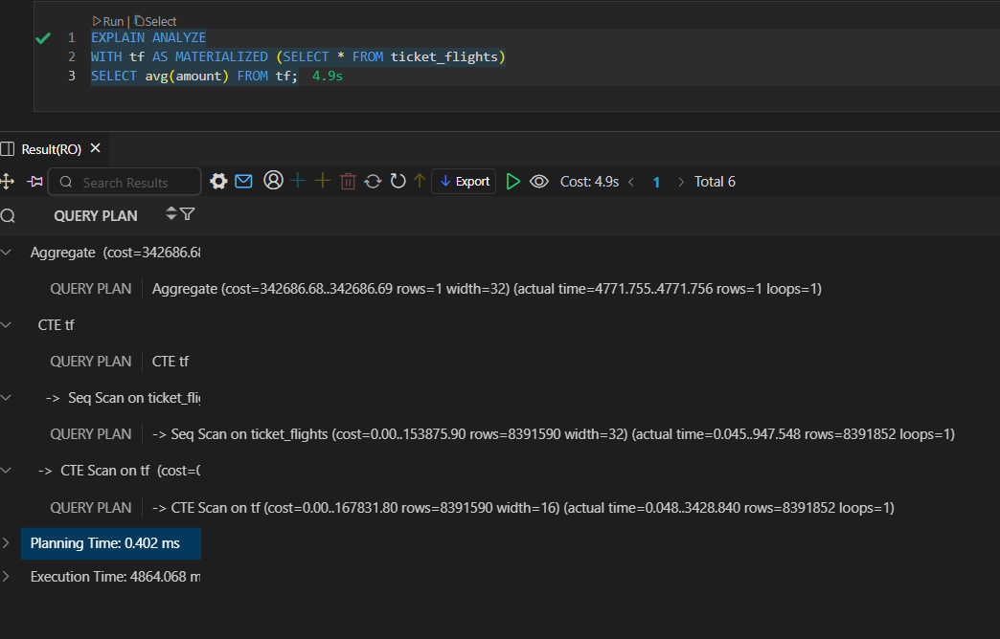 Run | Select
1 EXPLAIN ANALYZE
2 WITH tf AS MATERIALIZED (SELECT * FROM ticket_flights)
3 SELECT avg(amount) FROM tf; 4.9s
Result(RO)
Search Results Export Cost: 4.9s 1 Total 6
QUERY PLAN
Aggregate (cost=342686.68
QUERY PLAN Aggregate (cost=342686.68..342686.69 rows=1 width=32) (actual time=4771.755..4771.756 rows=1 loops=1)
CTE tf
QUERY PLAN CTE tf
-> Seq Scan on ticket_flig
QUERY PLAN -> Seq Scan on ticket_flights (cost=0.00..153875.90 rows=8391590 width=32) (actual time=0.045..947.548 rows=8391852 loops=1)
-> CTE Scan on tf (cost=0
QUERY PLAN -> CTE Scan on tf (cost=0.00..167831.80 rows=8391590 width=16) (actual time=0.048..3428.840 rows=8391852 loops=1)
Planning Time: 0.402 ms
Execution Time: 4864.068 m